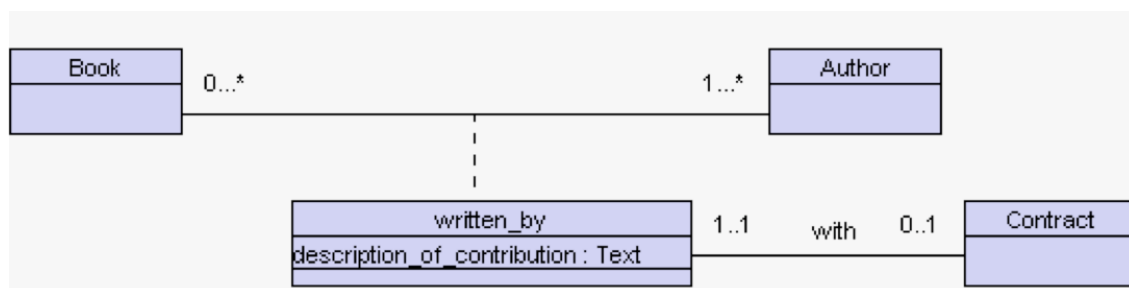 Book
0...*
1...*
Author
written_by
description_of_contribution : Text
1..1
with
0..1
Contract